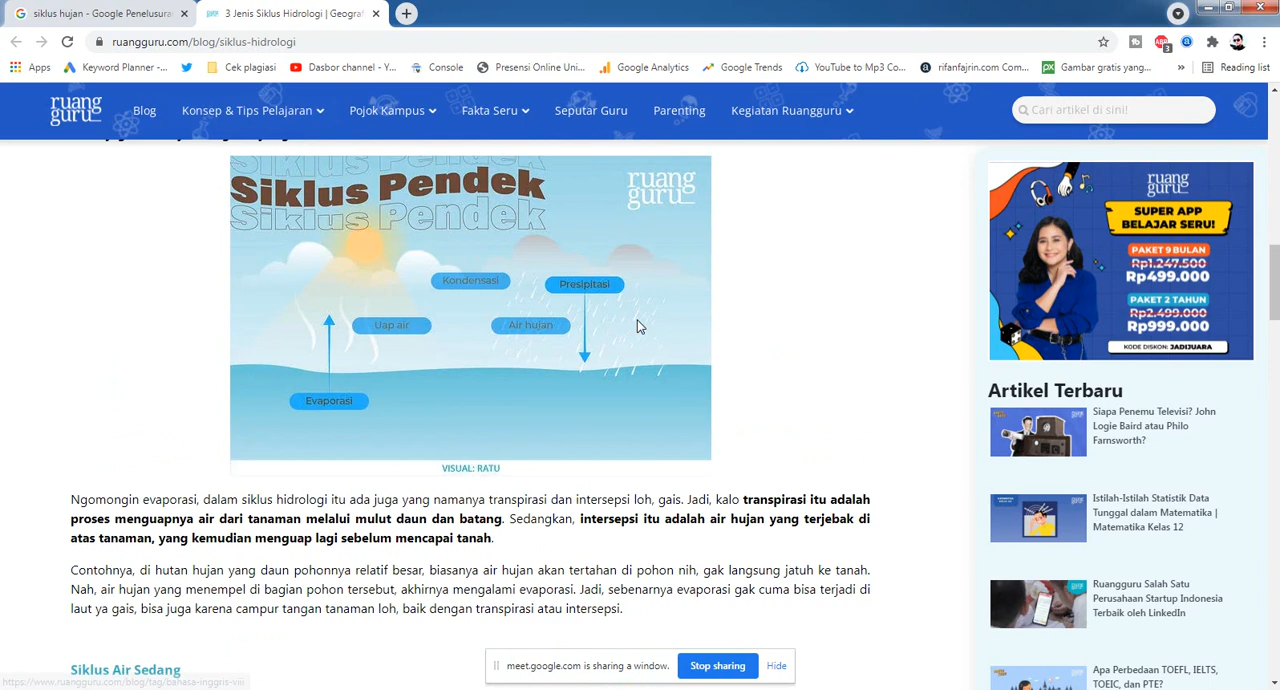 siklus hujan - Google Penelusura
3 Jenis Siklus Hidrologi | Geograf
ruangguru.com/blog/siklus-hidrologi
Apps
Keyword Planner -...
Cek plagiasi
Dasbor channel - Y...
Console
Presensi Online Uni...
Google Analytics
Google Trends
YouTube to Mp3 Co...
rifanfajrin.com Com...
Gambar gratis yang...
»
Reading list
ruang
guru
Blog
Konsep & Tips Pelajaran
Pojok Kampus
Fakta Seru
Seputar Guru
Parenting
Kegiatan Ruangguru
Cari artikel di sini!
Siklus Pendek
Siklus Pendek
Siklus Pendek
ruang
guru
Kondensasi
Presipitasi
Uap air
Air hujan
Evaporasi
VISUAL: RATU
Ngomongin evaporasi, dalam siklus hidrologi itu ada juga yang namanya transpirasi dan intersepsi loh, gais. Jadi, kalo transpirasi itu adalah
proses menguapnya air dari tanaman melalui mulut daun dan batang. Sedangkan, intersepsi itu adalah air hujan yang terjebak di
atas tanaman, yang kemudian menguap lagi sebelum mencapai tanah.
Contohnya, di hutan hujan yang daun pohonnya relatif besar, biasanya air hujan akan tertahan di pohon nih, gak langsung jatuh ke tanah.
Nah, air hujan yang menempel di bagian pohon tersebut, akhirnya mengalami evaporasi. Jadi, sebenarnya evaporasi gak cuma bisa terjadi di
laut ya gais, bisa juga karena campur tangan tanaman loh, baik dengan transpirasi atau intersepsi.
Siklus Air Sedang
ruang
guru
SUPER APP
BELAJAR SERU!
PAKET 9 BULAN
Rp1.247.500
Rp499.000
PAKET 2 TAHUN
Rp2.499.000
Rp999.000
KODE DISKON: JADIJUARA
Artikel Terbaru
Siapa Penemu Televisi? John
Logie Baird atau Philo
Farnsworth?
Istilah-Istilah Statistik Data
Tunggal dalam Matematika |
Matematika Kelas 12
Ruangguru Salah Satu
Perusahaan Startup Indonesia
Terbaik oleh LinkedIn
Apa Perbedaan TOEFL, IELTS,
TOEIC, dan PTE?
meet.google.com is sharing a window.
Stop sharing
Hide
https://www.ruangguru.com/blog/tag/bahasa-inggris-viii